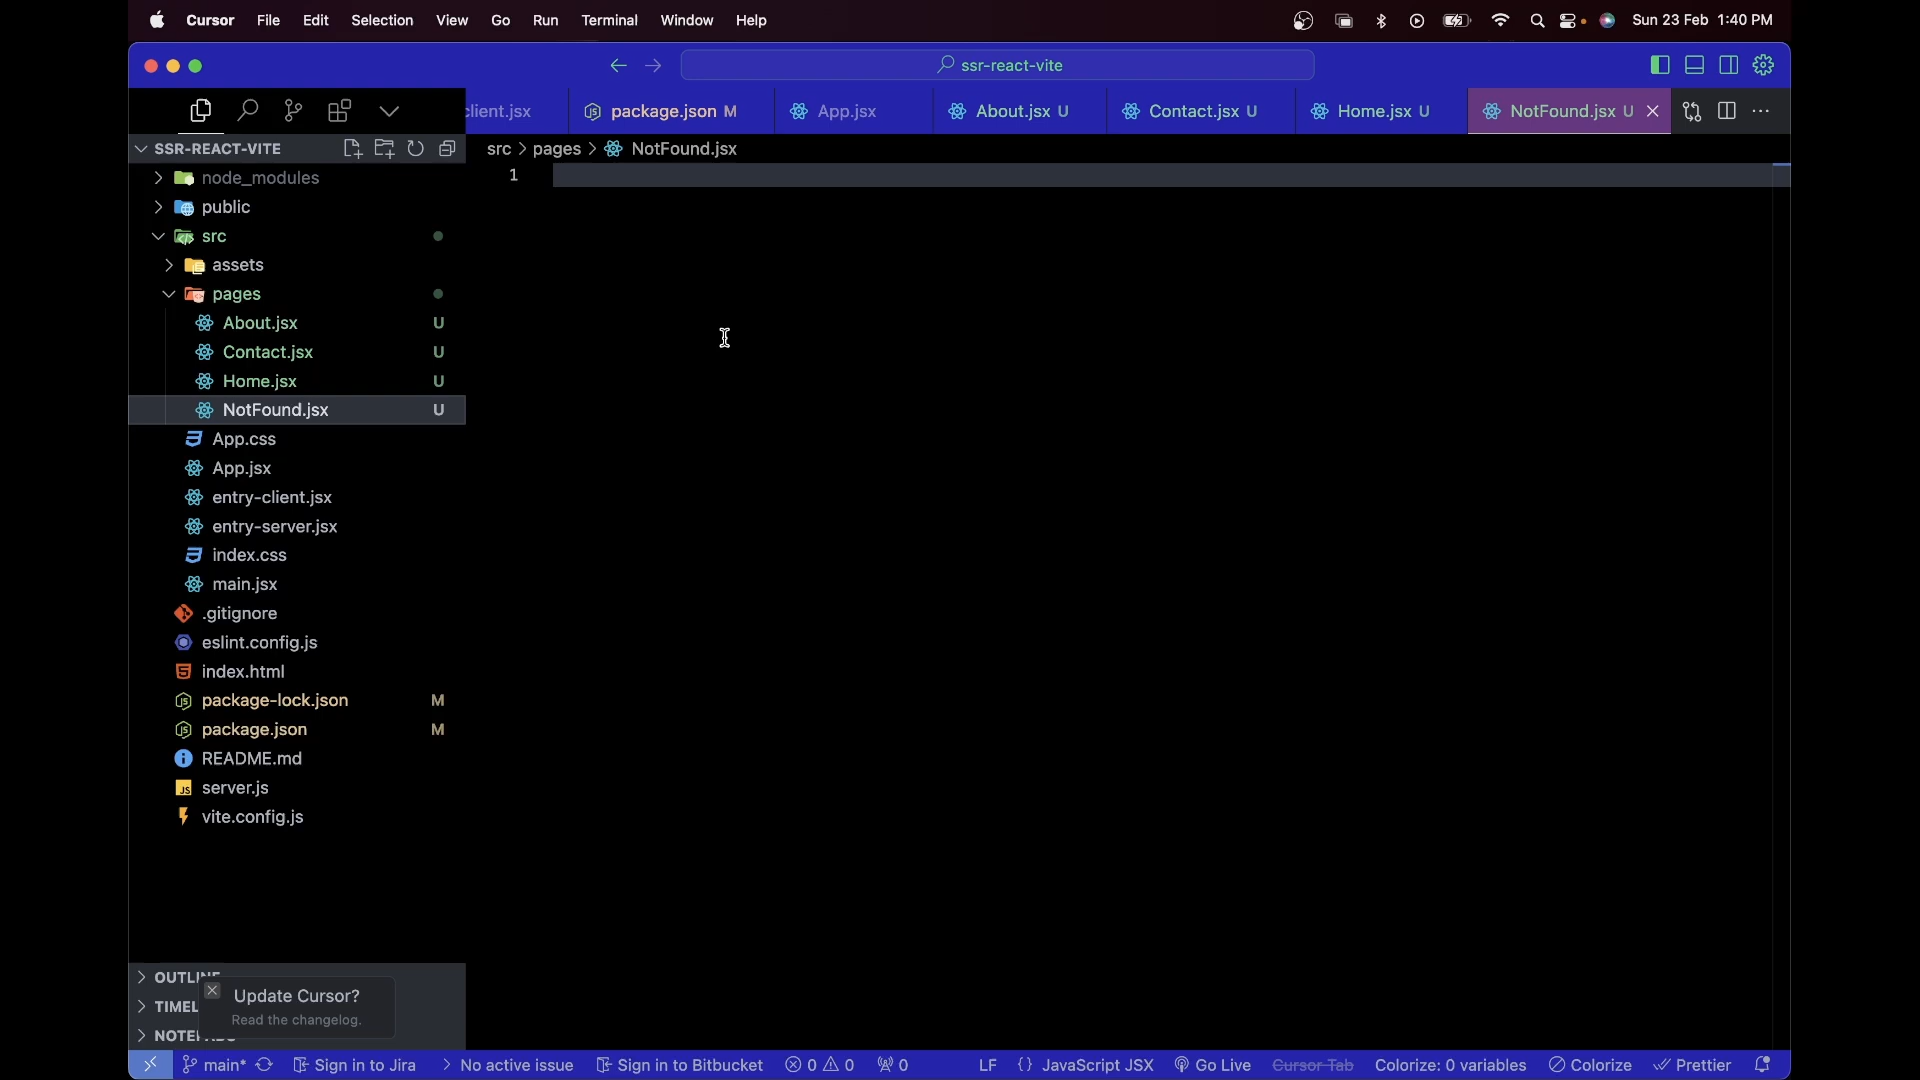 Cursor File Edit Selection View Go Run Terminal Window Help Sun 23 Feb 1:40 PM
ssr-react-vite
client.jsx package.json M App.jsx About.jsx U Contact.jsx U Home.jsx U NotFound.jsx U
SSR-REACT-VITE
src > pages > NotFound.jsx
1
node_modules
public
src
assets
pages
About.jsx U
Contact.jsx U
Home.jsx U
NotFound.jsx U
App.css
App.jsx
entry-client.jsx
entry-server.jsx
index.css
main.jsx
.gitignore
eslint.config.js
index.html
package-lock.json M
package.json M
README.md
server.js
vite.config.js
Update Cursor?
Read the changelog.
main* Sign in to Jira No active issue Sign in to Bitbucket 0 0 0 LF {} JavaScript JSX Go Live Cursor Tab Colorize: 0 variables Colorize Prettier